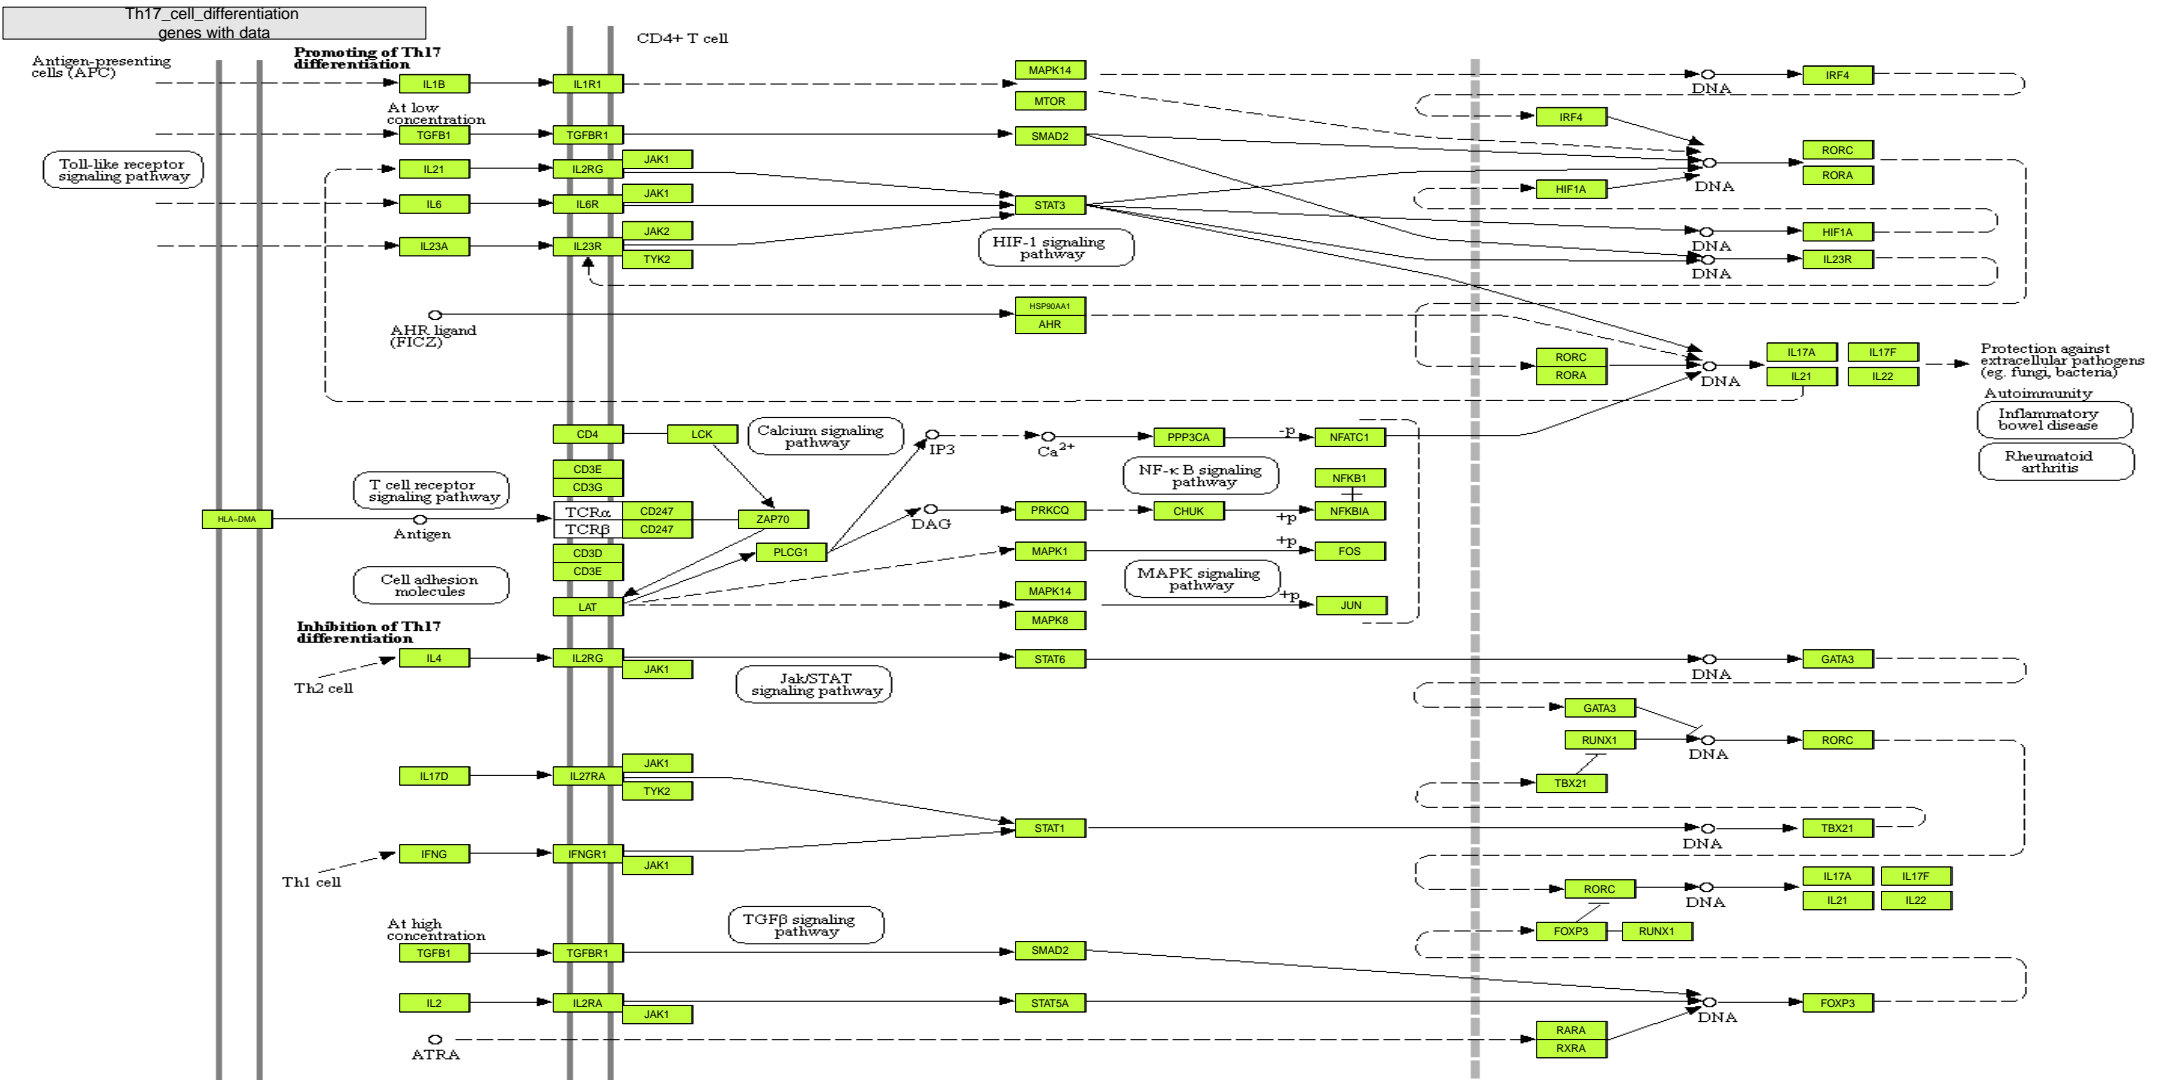 Th17_cell_differentiation
genes with data
CD4+ T cell
Antigen-presenting
cells (APC)
Promoting of Th17
differentiation
IL1B
IL1R1
MAPK14
MTOR
DNA
IRF4
At low
concentration
IRF4
TGFB1
TGFBR1
SMAD2
Toll-like receptor
signaling pathway
IL21
IL2RG
JAK1
RORC
RORA
DNA
IL6
IL6R
JAK1
STAT3
HIF1A
IL23A
IL23R
JAK2
TYK2
HIF-1 signaling
pathway
DNA
HIF1A
DNA
IL23R
AHR ligand
(FICZ)
HSP90AA1
AHR
RORC
RORA
DNA
IL17A
IL17F
IL21
IL22
Protection against
extracellular pathogens
(eg. fungi, bacteria)
Autoimmunity
Inflammatory
bowel disease
Rheumatoid
arthritis
CD4
LCK
Calcium signaling
pathway
IP3
Ca2+
PPP3CA
-p
NFATC1
CD3E
CD3G
NF-κB signaling
pathway
NFKB1
T cell receptor
signaling pathway
HLA-DMA
Antigen
TCRα
CD247
TCRβ
CD247
ZAP70
DAG
PRKCQ
CHUK
+p
NFKBIA
CD3D
CD3E
PLCG1
MAPK1
+p
FOS
Cell adhesion
molecules
LAT
MAPK14
MAPK8
MAPK signaling
pathway
+p
JUN
Inhibition of Th17
differentiation
Th2 cell
IL4
IL2RG
JAK1
Jak/STAT
signaling pathway
STAT6
DNA
GATA3
GATA3
RUNX1
DNA
RORC
IL17D
IL27RA
JAK1
TYK2
TBX21
STAT1
DNA
TBX21
Th1 cell
IFNG
IFNGR1
JAK1
RORC
DNA
IL17A
IL17F
IL21
IL22
At high
concentration
TGFβ signaling
pathway
FOXP3
RUNX1
TGFB1
TGFBR1
SMAD2
IL2
IL2RA
JAK1
STAT5A
DNA
FOXP3
ATRA
RARA
RXRA